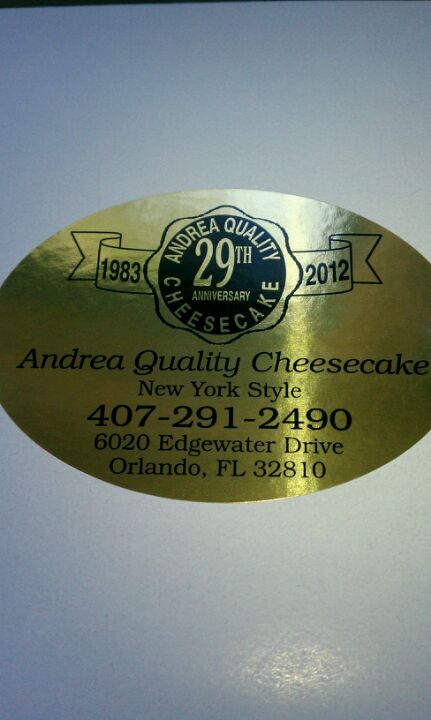 ANDREA QUALITY
1983
29TH
2012
ANNIVERSARY
CHEESECAKE
Andrea Quality Cheesecake
New York Style
407-291-2490
6020 Edgewater Drive
Orlando, FL 32810